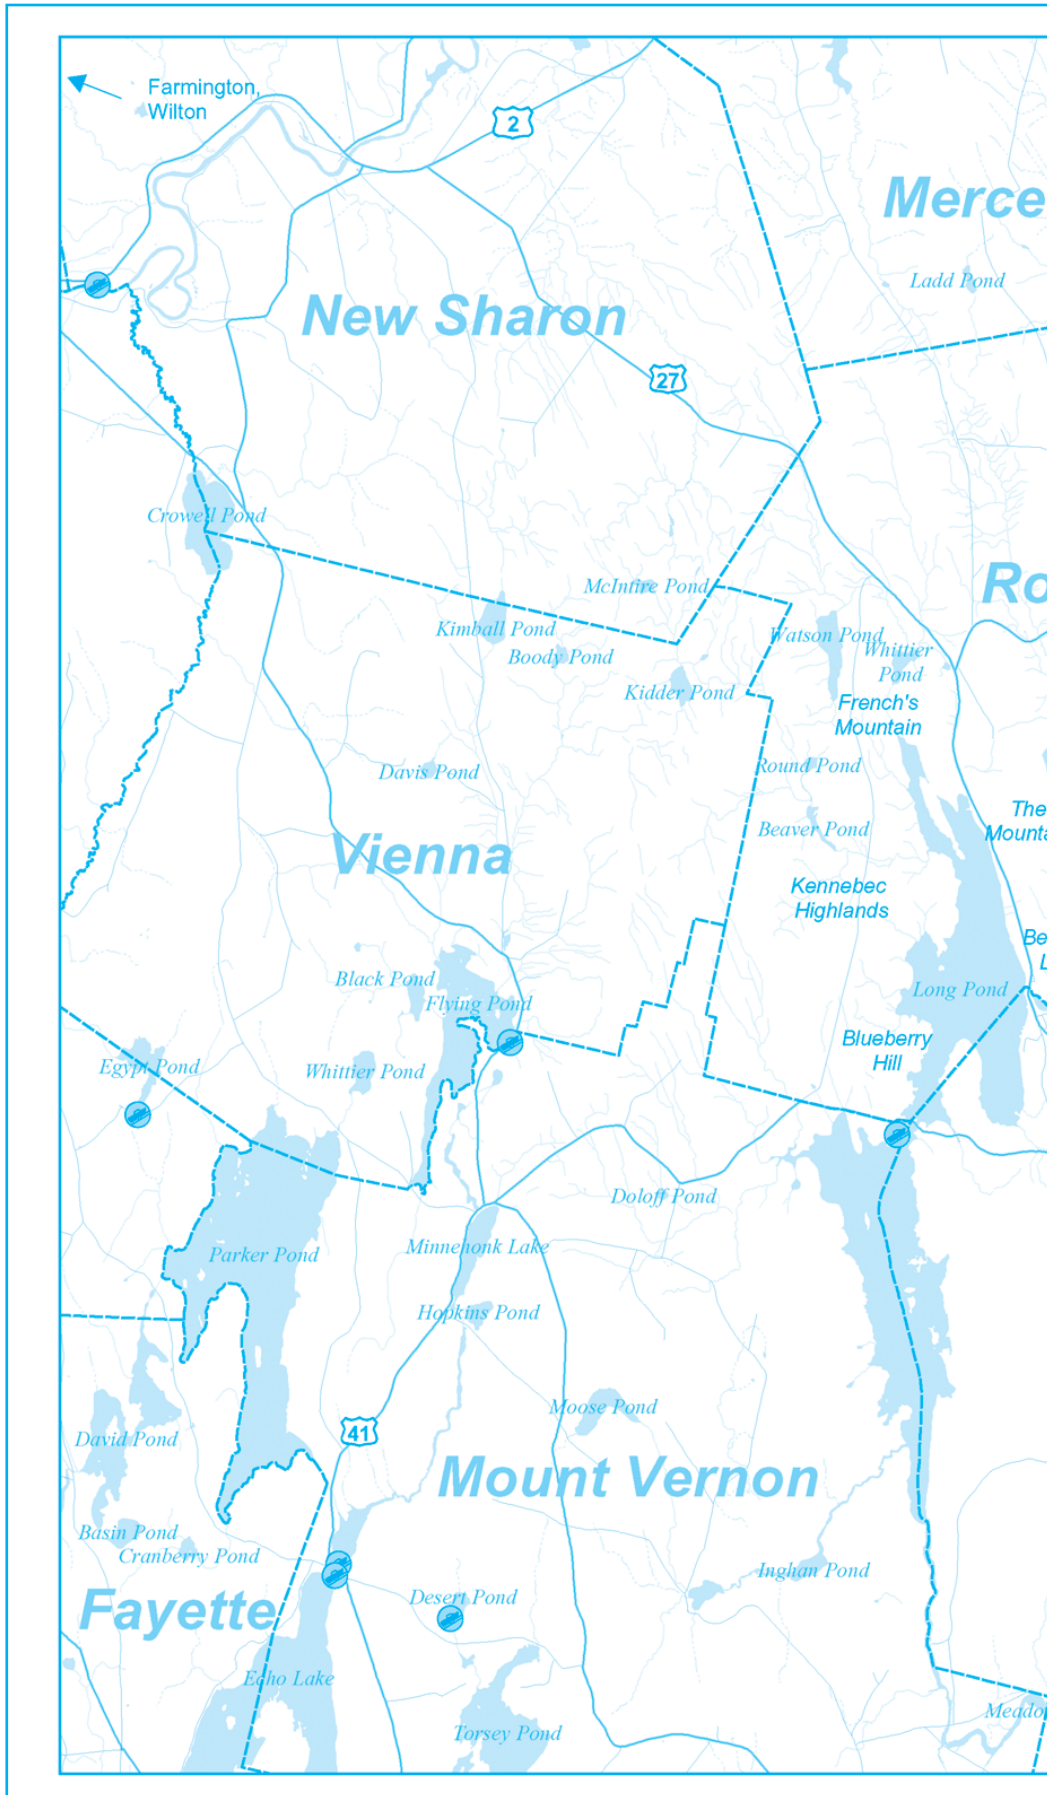 Farmington,
Wilton
2
Merce
Ladd Pond
New Sharon
27
Crowell Pond
McIntire Pond
Ro
Kimball Pond
Watson Pond
Boody Pond
Whittier
Pond
Kidder Pond
French's
Mountain
Davis Pond
Round Pond
The
Mounta
Beaver Pond
Vienna
Kennebec
Highlands
Be
L
Black Pond
Flying Pond
Long Pond
Blueberry
Hill
Egypt Pond
Whittier Pond
Doloff Pond
Parker Pond
Minnehonk Lake
Hopkins Pond
Moose Pond
41
David Pond
Mount Vernon
Basin Pond
Cranberry Pond
Inghan Pond
Fayette
Desert Pond
Echo Lake
Meado
Torsey Pond